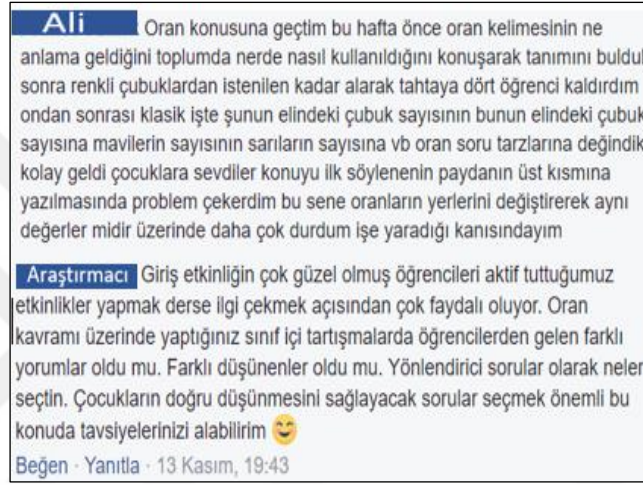 Ali : Oran konusuna geçtim bu hafta önce oran kelimesinin ne
anlama geldiğini toplumda nerde nasıl kullanıldığını konuşarak tanımını bulduk
sonra renkli çubuklardan istenilen kadar alarak tahtaya dört öğrenci kaldırdım
ondan sonrası klasik işte şunun elindeki çubuk sayısının bunun elindeki çubuk
sayısına mavilerin sayısının sarıların sayısına vb oran soru tarzlarına değindik
kolay geldi çocuklara sevdiler konuyu ilk söylenenin paydanın üst kısmına
yazılmasında problem çekerdim bu sene oranların yerlerini değiştirerek aynı
değerler midir üzerinde daha çok durdum işe yaradığı kanısındayım
Araştırmacı Giriş etkinliğin çok güzel olmuş öğrencileri aktif tuttuğumuz
etkinlikler yapmak derse ilgi çekmek açısından çok faydalı oluyor. Oran
kavramı üzerinde yaptığınız sınıf içi tartışmalarda öğrencilerden gelen farklı
yorumlar oldu mu. Farklı düşünenler oldu mu. Yönlendirici sorular olarak neler
seçtin. Çocukların doğru düşünmesini sağlayacak sorular seçmek önemli bu
konuda tavsiyelerinizi alabilirim 😄
Beğen · Yanıtla · 13 Kasım, 19:43